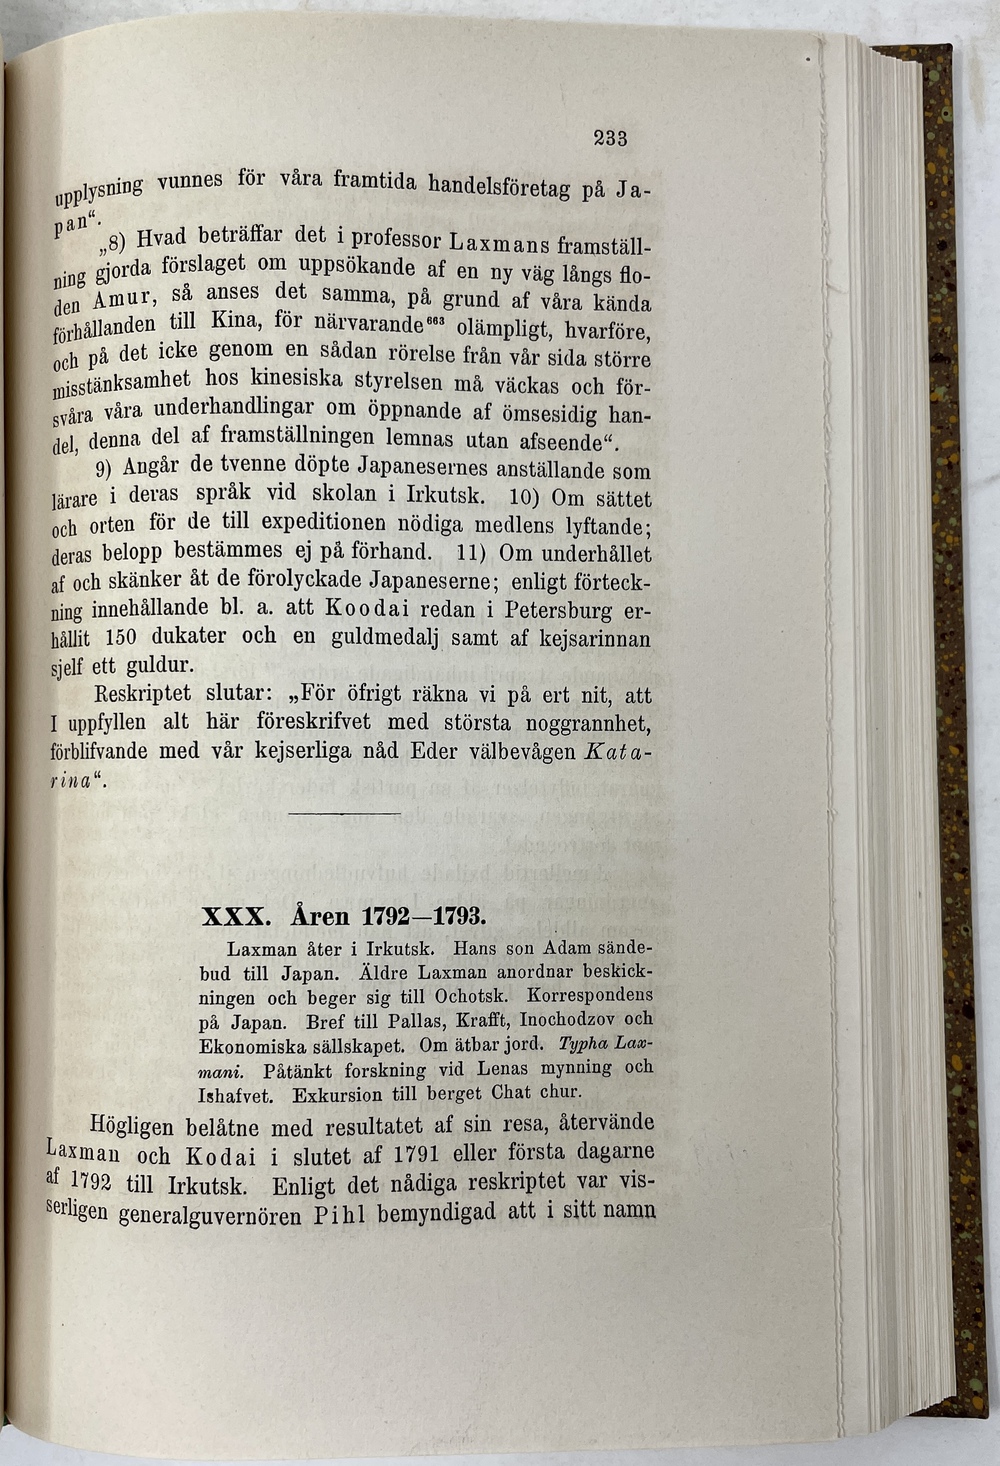 233
upplysning vunnes för våra framtida handelsföretag på Ja-
pan“.
„8) Hvad beträffar det i professor Laxmans framställ-
ning gjorda förslaget om uppsökande af en ny väg långs flo-
den Amur, så anses det samma, på grund af våra kända
förhållanden till Kina, för närvarande⁶⁶³ olämpligt, hvarföre,
och på det icke genom en sådan rörelse från vår sida större
misstänksamhet hos kinesiska styrelsen må väckas och för-
svåra våra underhandlingar om öppnande af ömsesidig han-
del, denna del af framställningen lemnas utan afseende“.
9) Angår de tvenne döpte Japanesernes anställande som
lärare i deras språk vid skolan i Irkutsk. 10) Om sättet
och orten för de till expeditionen nödiga medlens lyftande;
deras belopp bestämmes ej på förhand. 11) Om underhållet
af och skänker åt de förolyckade Japaneserne; enligt förteck-
ning innehållande bl. a. att Koodai redan i Petersburg er-
hållit 150 dukater och en guldmedalj samt af kejsarinnan
sjelf ett guldur.
Reskriptet slutar: „För öfrigt räkna vi på ert nit, att
I uppfyllen alt här föreskrifvet med största noggrannhet,
förblifvande med vår kejserliga nåd Eder välbevågen Kata-
rina“.
XXX. Åren 1792—1793.
Laxman åter i Irkutsk. Hans son Adam sände-
bud till Japan. Äldre Laxman anordnar beskick-
ningen och beger sig till Ochotsk. Korrespondens
på Japan. Bref till Pallas, Krafft, Inochodzov och
Ekonomiska sällskapet. Om ätbar jord. Typha Lax-
mani. Påtänkt forskning vid Lenas mynning och
Ishafvet. Exkursion till berget Chat chur.
Högligen belåtne med resultatet af sin resa, återvände
Laxman och Kodai i slutet af 1791 eller första dagarne
af 1792 till Irkutsk. Enligt det nådiga reskriptet var vis-
serligen generalguvernören Pihl bemyndigad att i sitt namn